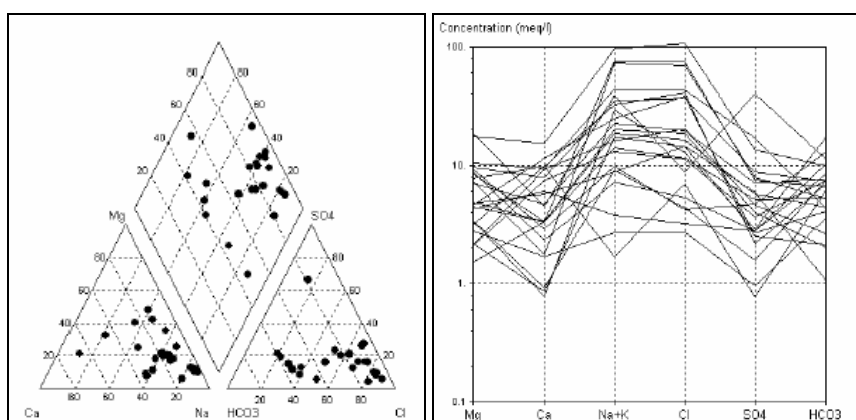 80 80
60 60
40 40
20 20
Mg SO4
80 80
60 60
40 40
20 20
80 60 40 20 20 40 60 80
Ca Na HCO3 Cl
Concentration (meq/l)
100.
10.
1.
0.1
Mg Ca Na+K Cl SO4 HCO3